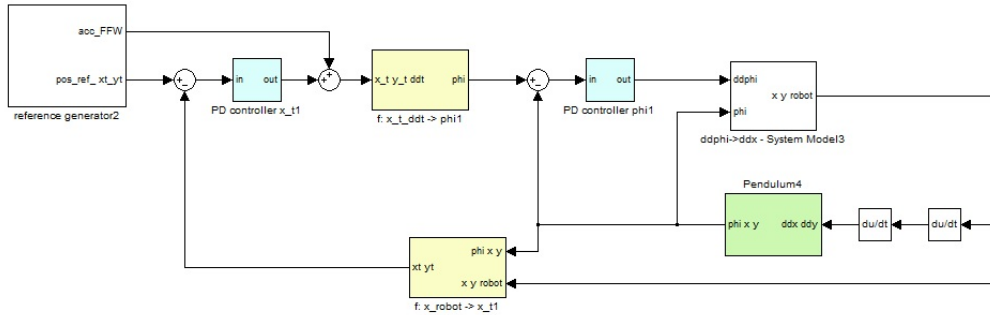 acc_FFW
pos_ref_ xt_yt
reference generator2
+
−
in out
PD controller x_t1
+
+
x_t y_t ddt phi
f: x_t_ddt -> phi1
+
−
in out
PD controller phi1
ddphi
x y robot
phi
ddphi->ddx - System Model3
Pendulum4
phi x y ddx ddy
du/dt
du/dt
phi x y
xt yt
x y robot
f: x_robot -> x_t1